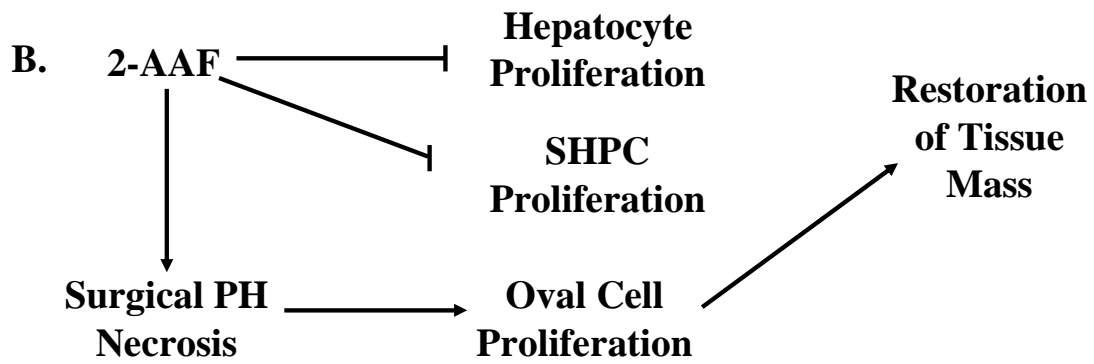 B.
2-AAF
Hepatocyte
Proliferation
SHPC
Proliferation
Restoration
of Tissue
Mass
Surgical PH
Necrosis
Oval Cell
Proliferation